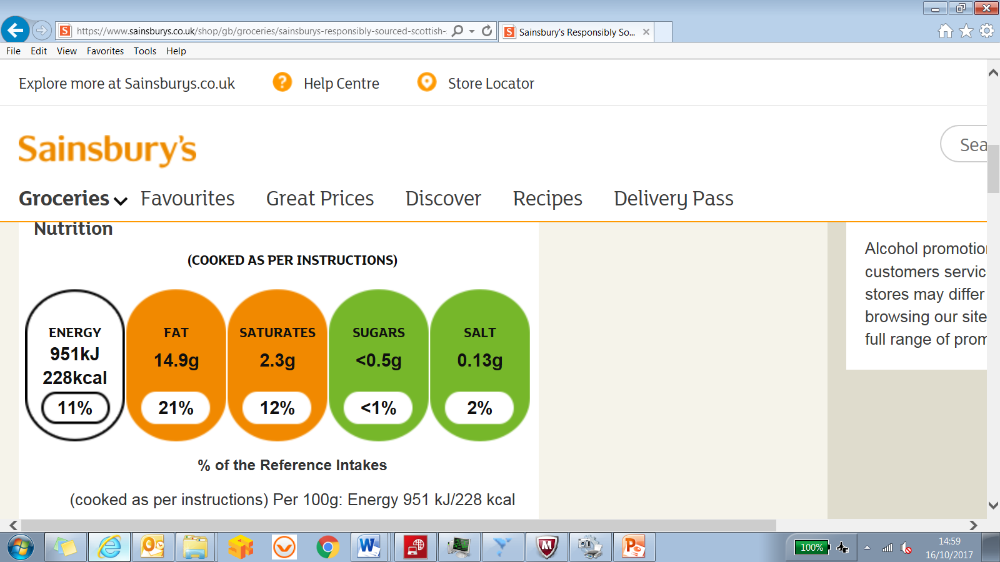 https://www.sainsburys.co.uk/shop/gb/groceries/sainsburys-responsibly-sourced-scottish-
Sainsbury's Responsibly So...
File Edit View Favorites Tools Help
Explore more at Sainsburys.co.uk Help Centre Store Locator
Sainsbury's
Sea
Groceries Favourites Great Prices Discover Recipes Delivery Pass
Nutrition
(COOKED AS PER INSTRUCTIONS)
ENERGY 951kJ 228kcal 11%
FAT 14.9g 21%
SATURATES 2.3g 12%
SUGARS <0.5g <1%
SALT 0.13g 2%
% of the Reference Intakes
(cooked as per instructions) Per 100g: Energy 951 kJ/228 kcal
Alcohol promotion
customers servic
stores may differ
browsing our site
full range of prom
100%
14:59
16/10/2017